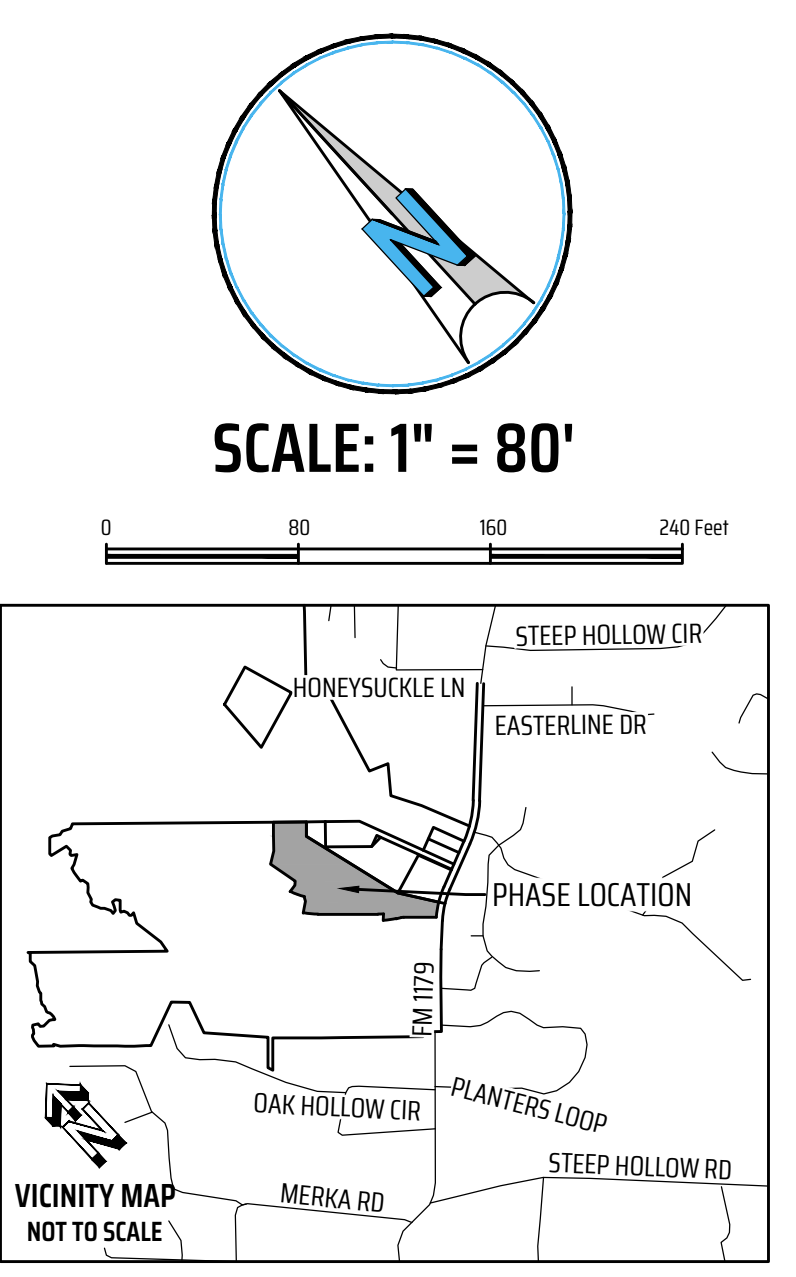 N
SCALE: 1" = 80'
0 80 160 240 Feet
STEEP HOLLOW CIR
HONEYSUCKLE LN
EASTERLINE DR
PHASE LOCATION
FM 1179
OAK HOLLOW CIR
PLANTERS LOOP
STEEP HOLLOW RD
MERKA RD
N
VICINITY MAP
NOT TO SCALE